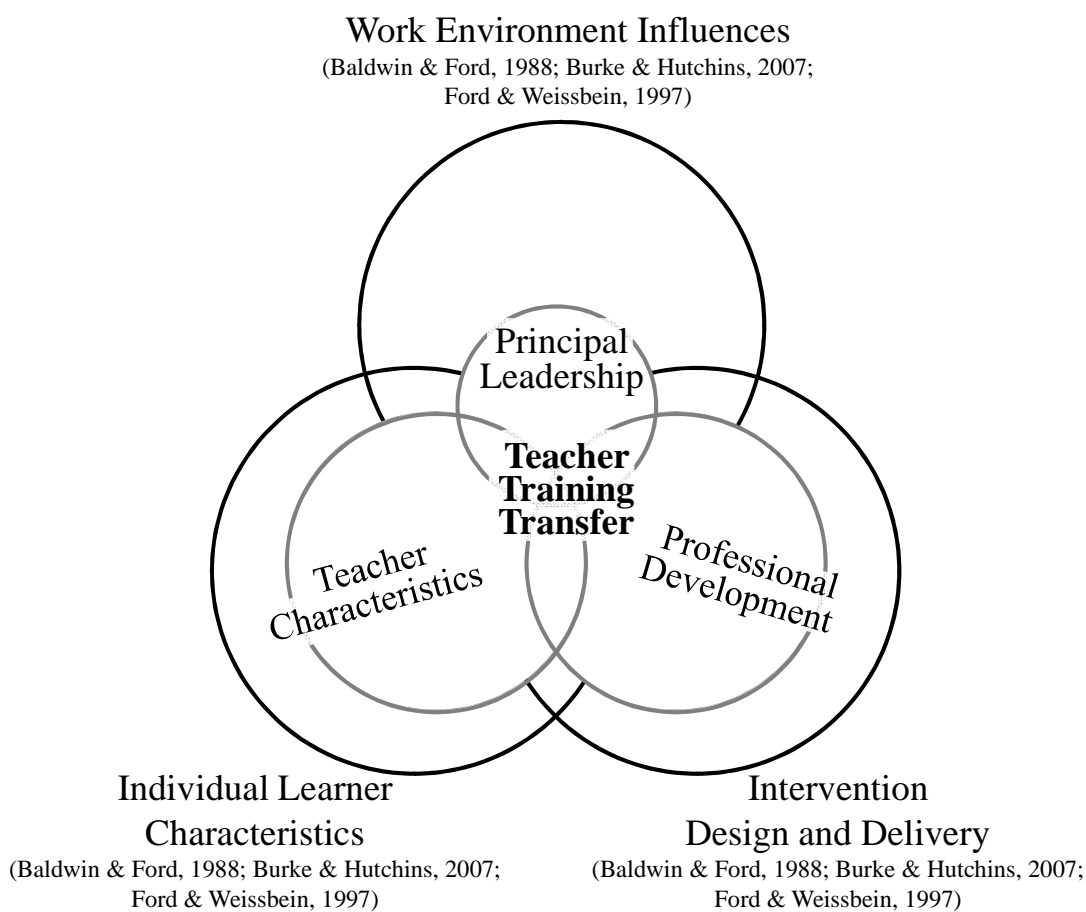 Work Environment Influences
(Baldwin & Ford, 1988; Burke & Hutchins, 2007;
Ford & Weissbein, 1997)
Principal
Leadership
Teacher
Training
Transfer
Teacher
Characteristics
Professional
Development
Individual Learner
Characteristics
(Baldwin & Ford, 1988; Burke & Hutchins, 2007;
Ford & Weissbein, 1997)
Intervention
Design and Delivery
(Baldwin & Ford, 1988; Burke & Hutchins, 2007;
Ford & Weissbein, 1997)